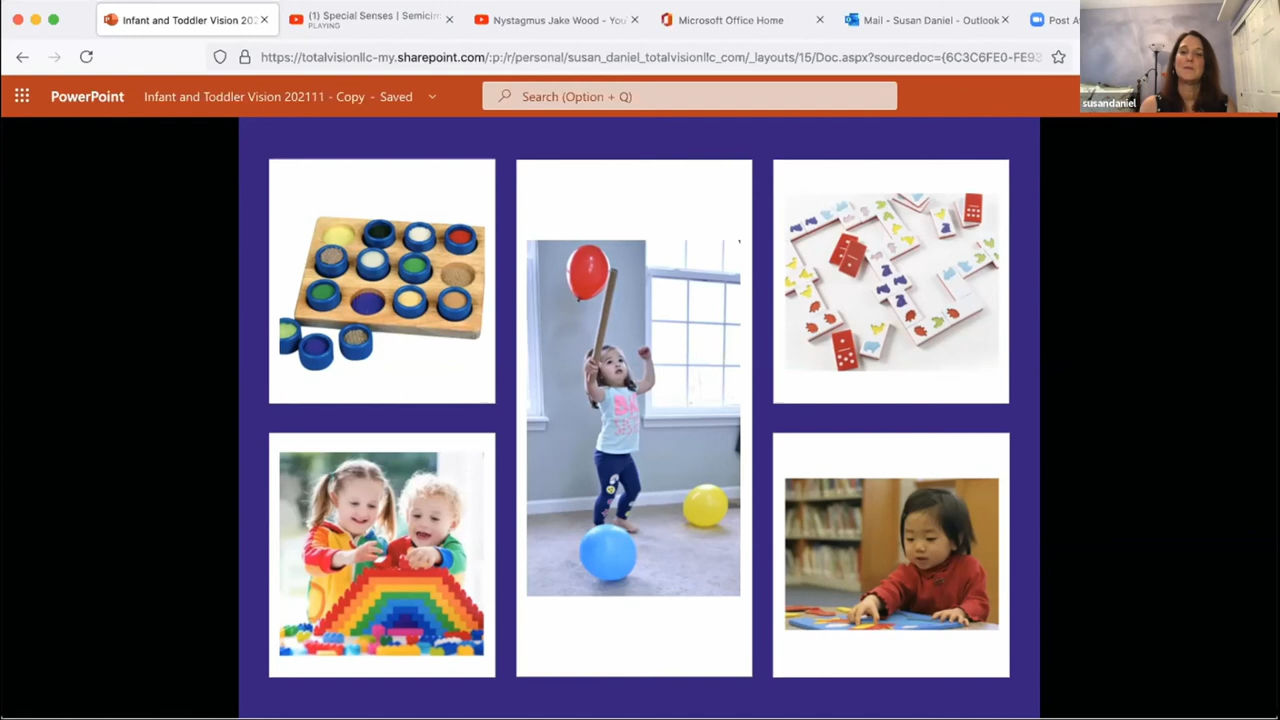 Infant and Toddler Vision 202
(1) Special Senses | Semicir
PLAYING
Nystagmus Jake Wood - You
Microsoft Office Home
Mail - Susan Daniel - Outlook
Post A
https://totalvisionllc-my.sharepoint.com/:p:/r/personal/susan_daniel_totalvisionllc_com/_layouts/15/Doc.aspx?sourcedoc={6C3C6FE0-FE93
susandaniel
PowerPoint
Infant and Toddler Vision 202111 - Copy - Saved
Search (Option + Q)